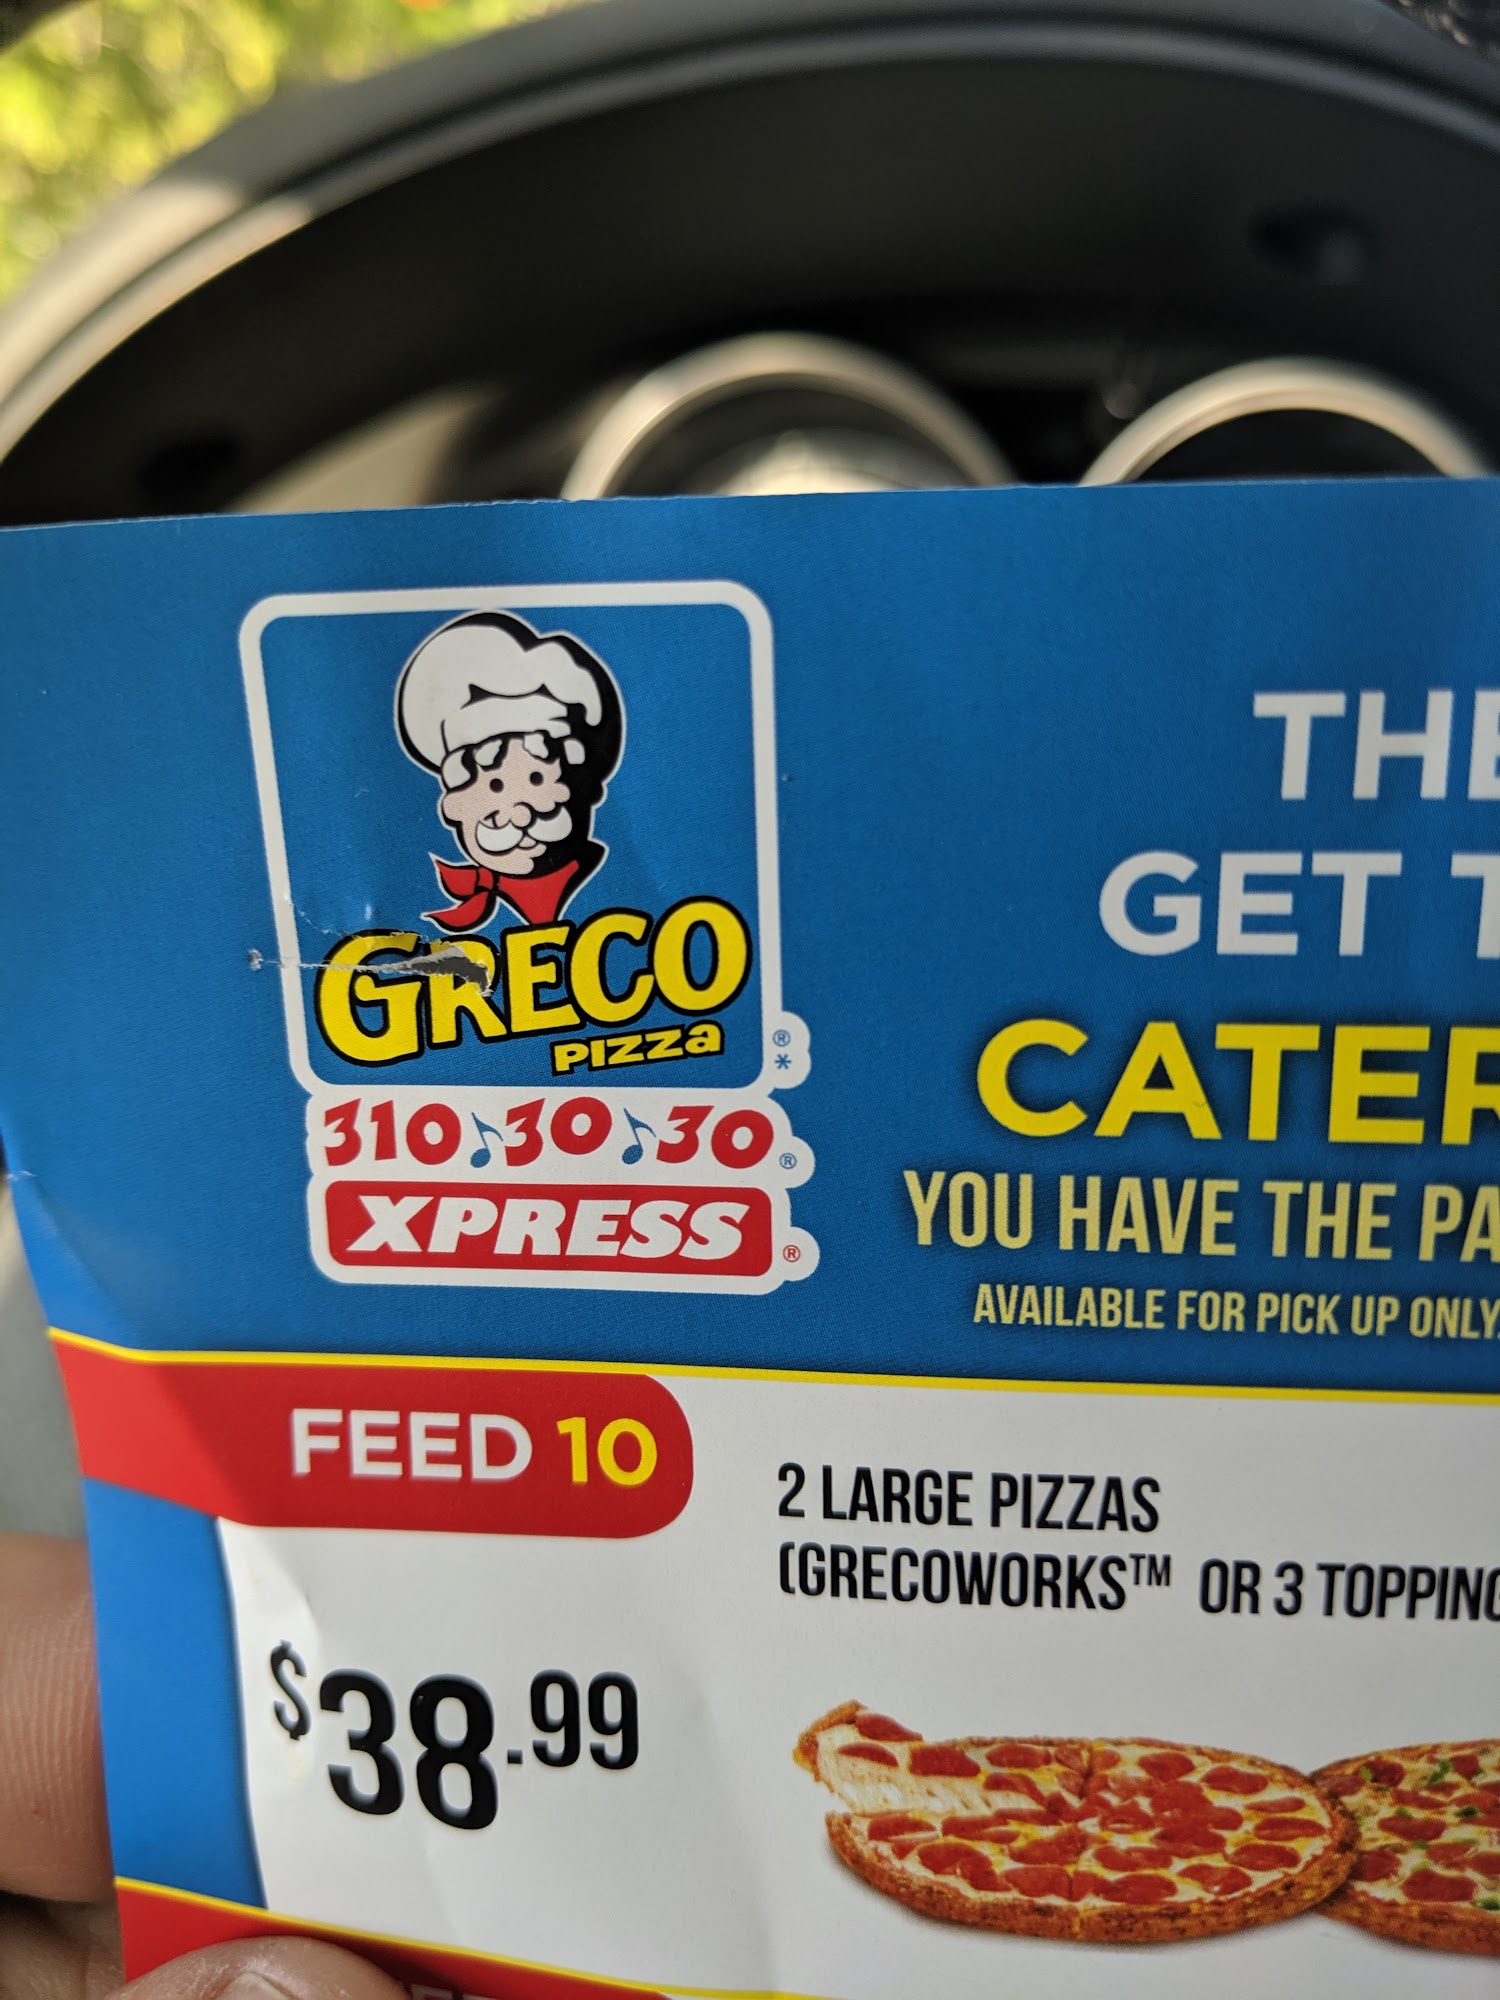 GRECO
PIZZA
®
*
310♪30♪30®
XPRESS®
THE
GET
CATER
YOU HAVE THE PA
AVAILABLE FOR PICK UP ONLY.
FEED 10
2 LARGE PIZZAS
(GRECOWORKS™ OR 3 TOPPING
$38.99